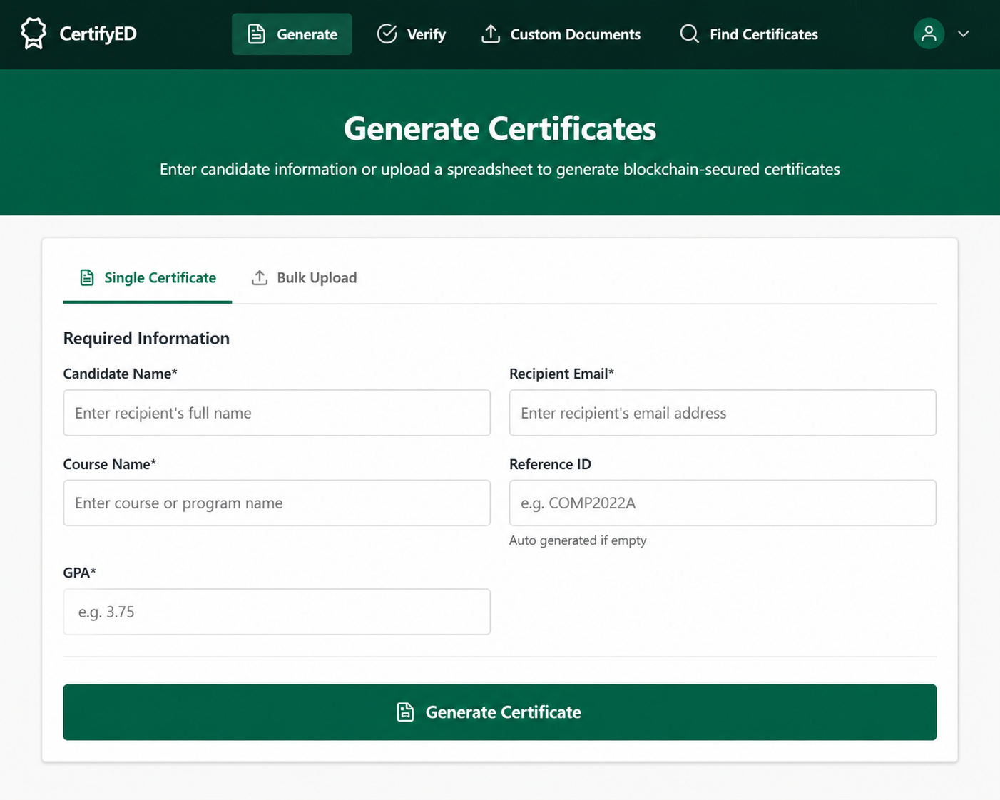 CertifyED
Generate
Verify
Custom Documents
Find Certificates
Generate Certificates
Enter candidate information or upload a spreadsheet to generate blockchain-secured certificates
Single Certificate
Bulk Upload
Required Information
Candidate Name*
Recipient Email*
Enter recipient's full name
Enter recipient's email address
Course Name*
Reference ID
Enter course or program name
e.g. COMP2022A
Auto generated if empty
GPA*
e.g. 3.75
Generate Certificate